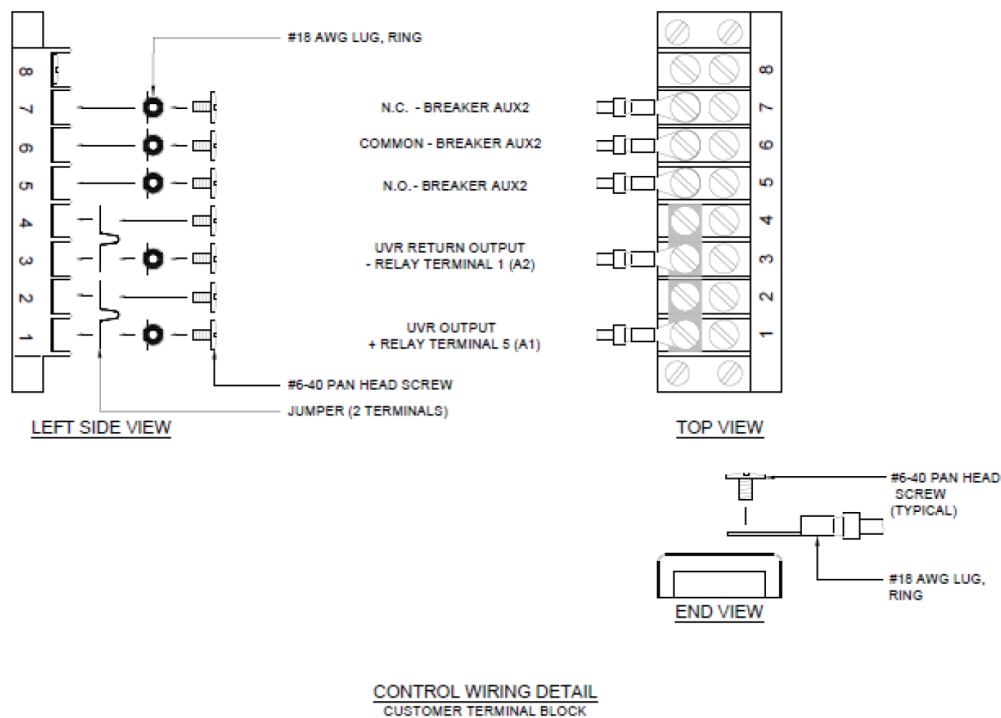 #18 AWG LUG, RING
8
7
6
5
4
3
2
1
N.C. - BREAKER AUX2
COMMON - BREAKER AUX2
N.O.- BREAKER AUX2
UVR RETURN OUTPUT
- RELAY TERMINAL 1 (A2)
UVR OUTPUT
+ RELAY TERMINAL 5 (A1)
#6-40 PAN HEAD SCREW
JUMPER (2 TERMINALS)
LEFT SIDE VIEW
8
7
6
5
4
3
2
1
TOP VIEW
#6-40 PAN HEAD
SCREW
(TYPICAL)
#18 AWG LUG,
RING
END VIEW
CONTROL WIRING DETAIL
CUSTOMER TERMINAL BLOCK